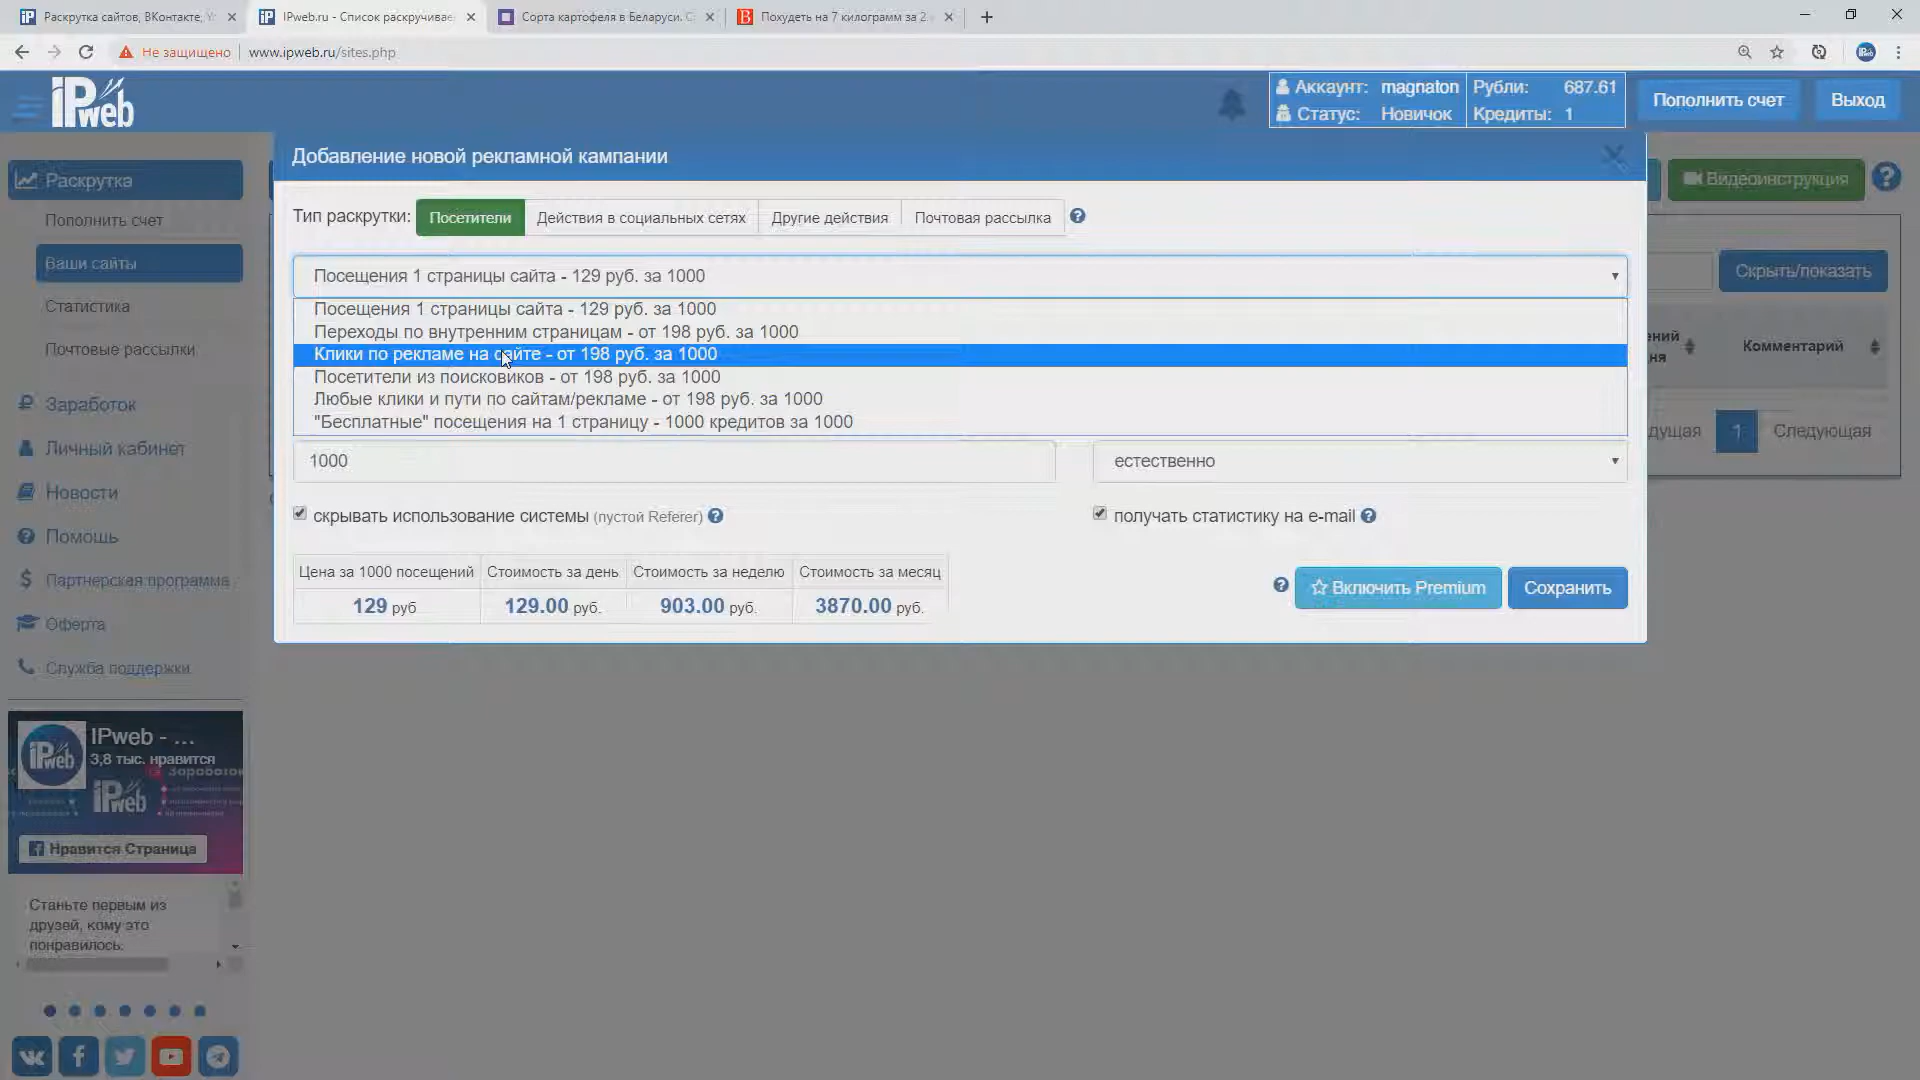 Раскрутка сайтов, ВКонтакте, Y
IPweb.ru - Список раскручивае
Сорта картофеля в Беларуси. С
Похудеть на 7 килограмм за 2
Не защищено
www.ipweb.ru/sites.php
IPweb
Аккаунт: magnaton
Рубли: 687.61
Статус: Новичок
Кредиты: 1
Пополнить счет
Выход
Добавление новой рекламной кампании
Раскрутка
Пополнить счет
Ваши сайты
Статистика
Почтовые рассылки
Заработок
Личный кабинет
Новости
Помощь
Партнерская программа
Оферта
Служба поддержки
Тип раскрутки: Посетители Действия в социальных сетях Другие действия Почтовая рассылка
Посещения 1 страницы сайта - 129 руб. за 1000
Посещения 1 страницы сайта - 129 руб. за 1000
Переходы по внутренним страницам - от 198 руб. за 1000
Клики по рекламе на сайте - от 198 руб. за 1000
Посетители из поисковиков - от 198 руб. за 1000
Любые клики и пути по сайтам/рекламе - от 198 руб. за 1000
"Бесплатные" посещения на 1 страницу - 1000 кредитов за 1000
1000
естественно
скрывать использование системы (пустой Referer)
получать статистику на e-mail
Цена за 1000 посещений Стоимость за день Стоимость за неделю Стоимость за месяц
129 руб 129.00 руб. 903.00 руб. 3870.00 руб.
Включить Premium
Сохранить
Видеоинструкция
Скрыть/показать
ний
ня
Комментарий
дущая 1 Следующая
IPweb - ...
3,8 тыс. нравится
Заработок
IPweb
IPweb
Нравится Страница
Станьте первым из
друзей, кому это
понравилось.